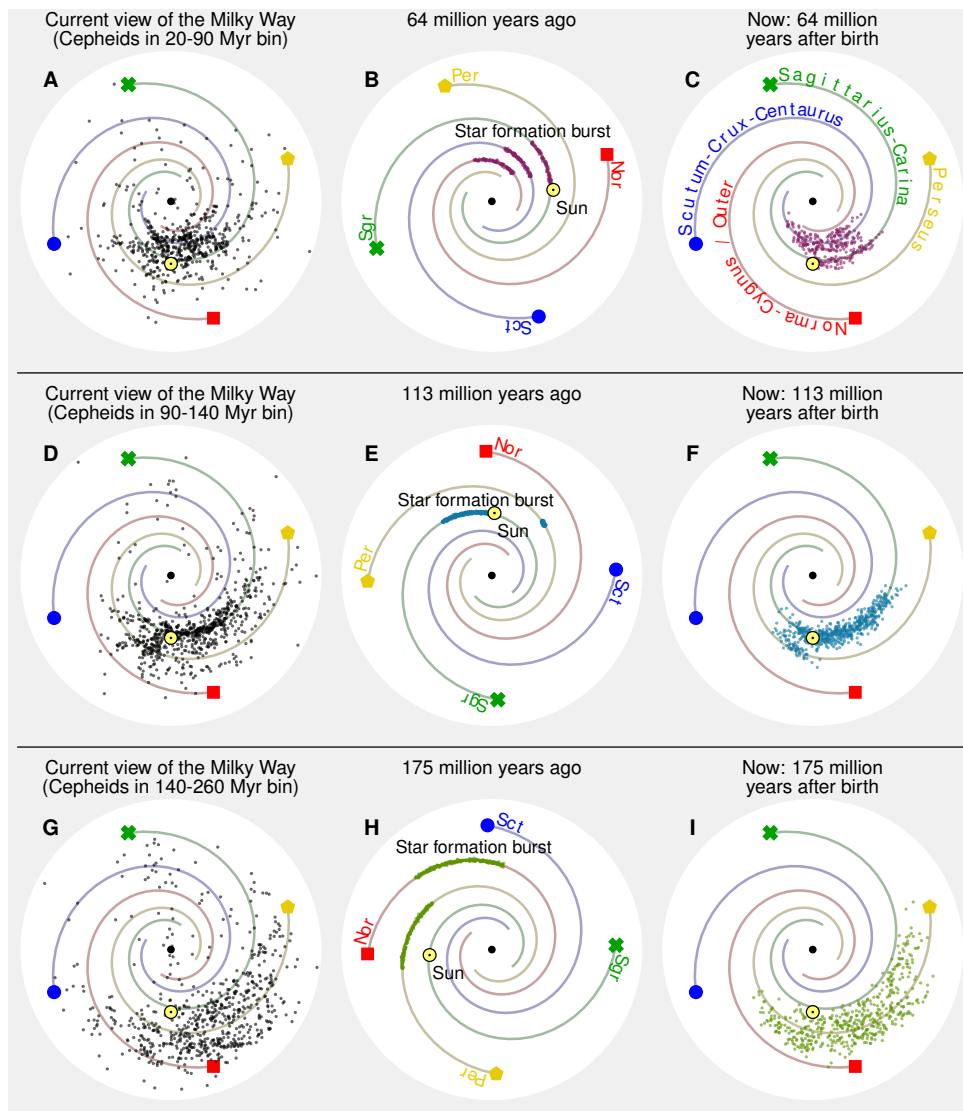 Current view of the Milky Way
(Cepheids in 20-90 Myr bin)
64 million years ago
Now: 64 million
years after birth
A
B
Per
Star formation burst
Nor
Sun
Sgr
Sct
C
Sagittarius-Carina
Scutum-Crux-Centaurus
Perseus
Norma-Cygnus / Outer
Current view of the Milky Way
(Cepheids in 90-140 Myr bin)
113 million years ago
Now: 113 million
years after birth
D
E
Nor
Star formation burst
Sun
Per
Sct
Sgr
F
Current view of the Milky Way
(Cepheids in 140-260 Myr bin)
175 million years ago
Now: 175 million
years after birth
G
H
Sct
Star formation burst
Nor
Sun
Sgr
Per
I